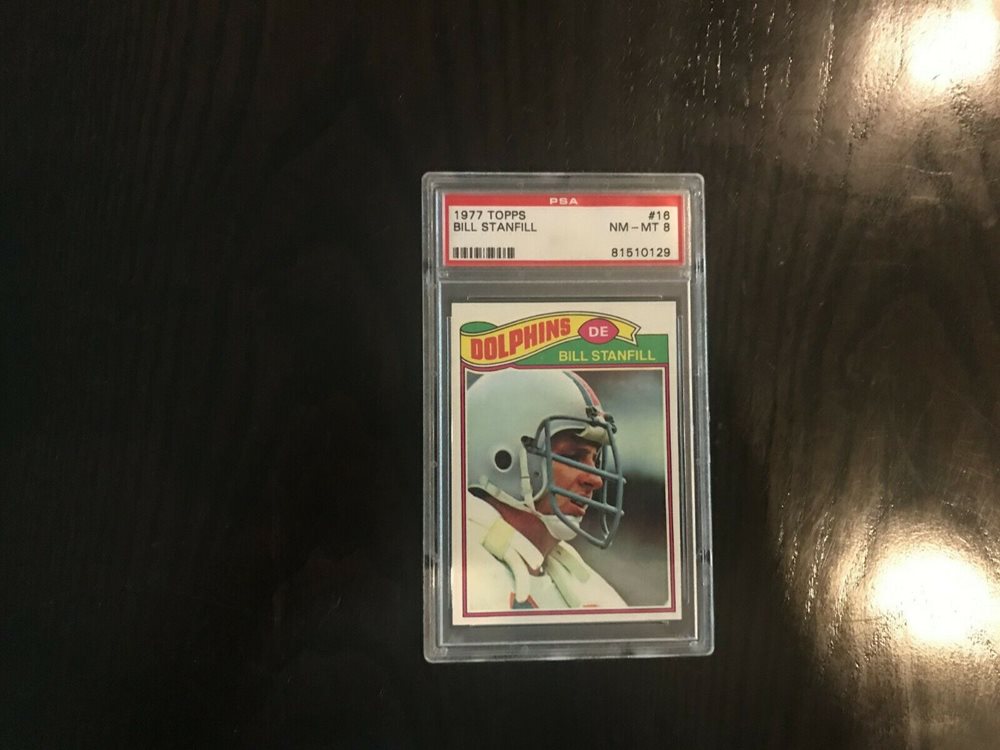 PSA
1977 TOPPS #16
BILL STANFILL NM-MT 8
81510129
DOLPHINS DE
BILL STANFILL